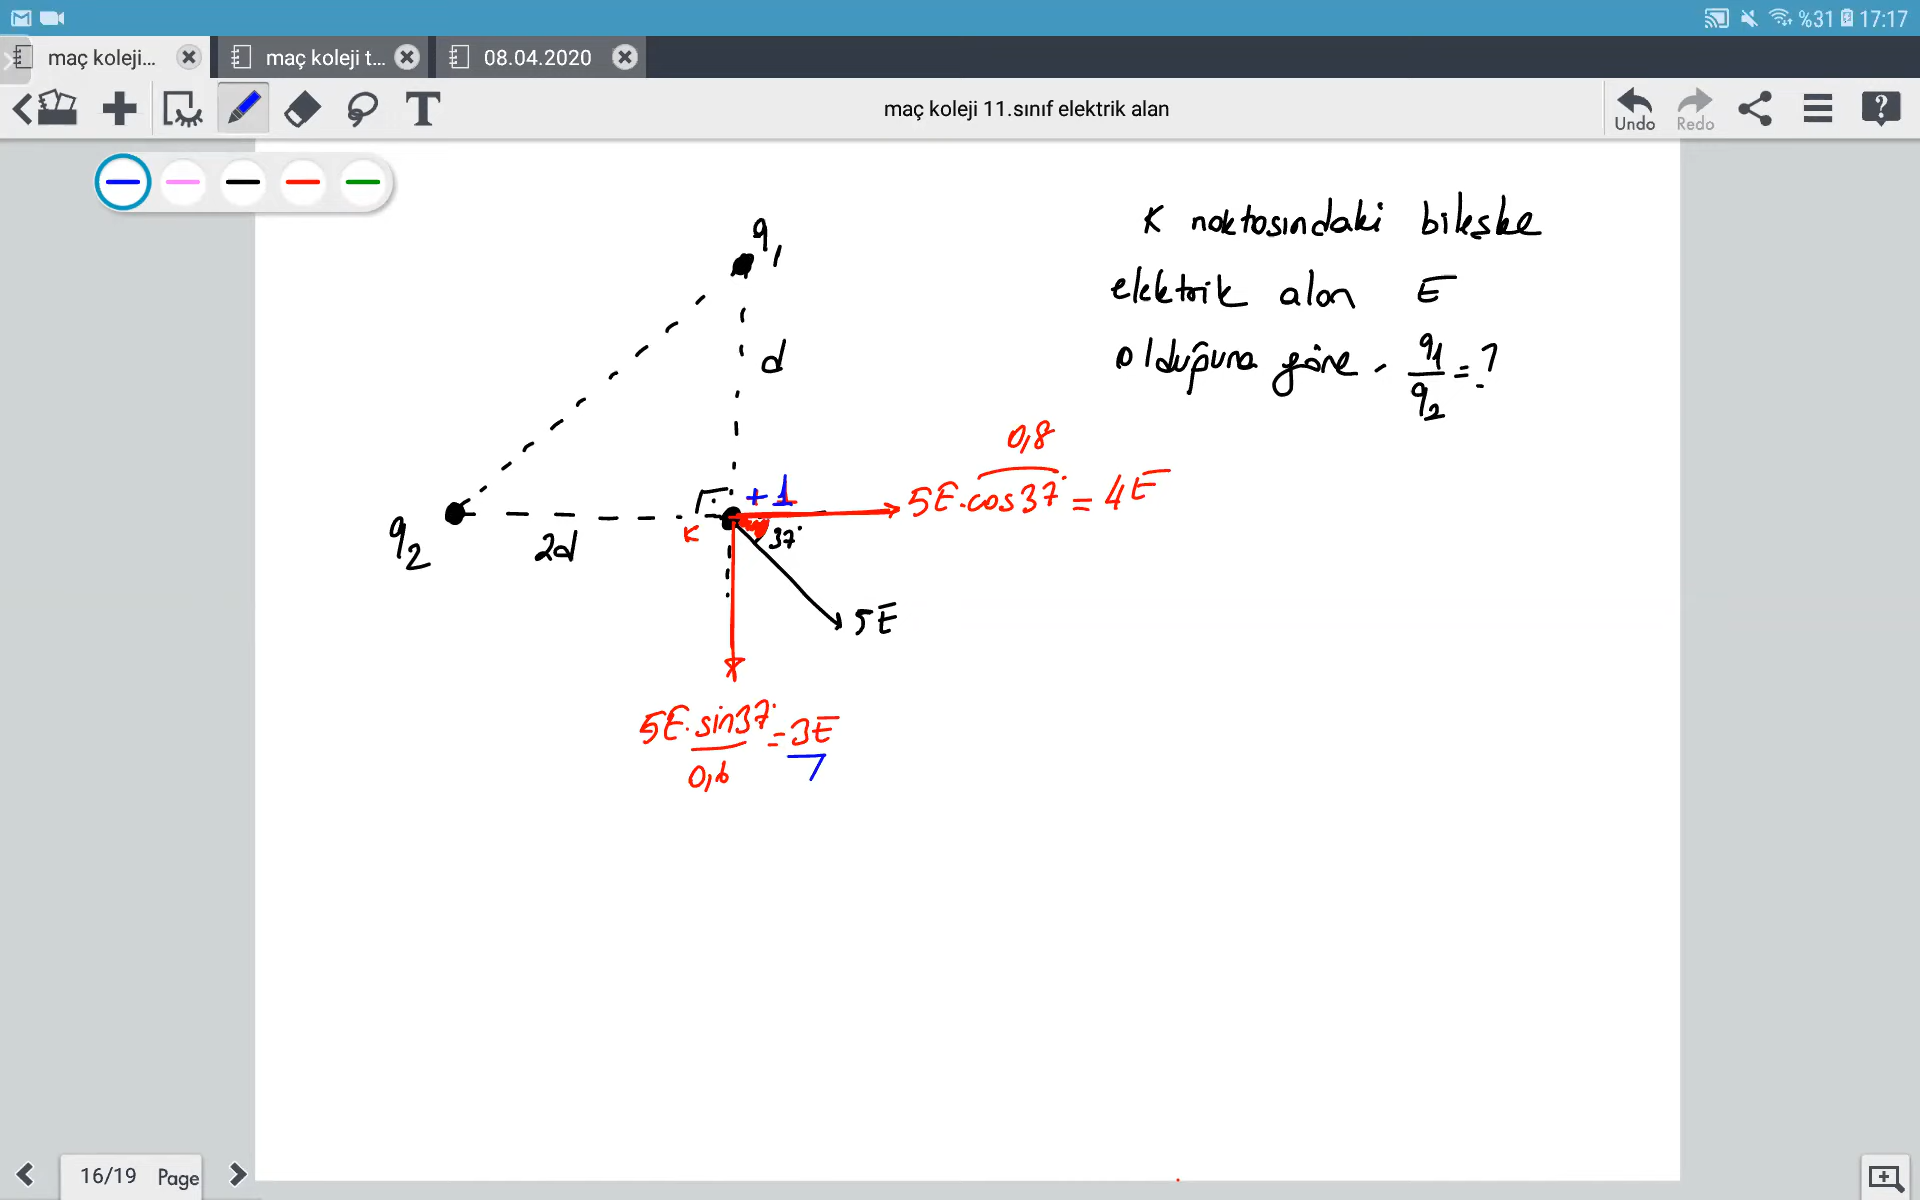 %31 17:17
maç koleji...
maç koleji t...
08.04.2020
T
maç koleji 11.sınıf elektrik alan
Undo
Redo
K noktasındaki bileşke
elektrik alan E
olduğuna göre, q1/q2 = ?
q1
d
+1
K
37°
q2
2d
0,8
5E.cos37° = 4E
5E
5E.sin37° = 3E
0,6
16/19 Page